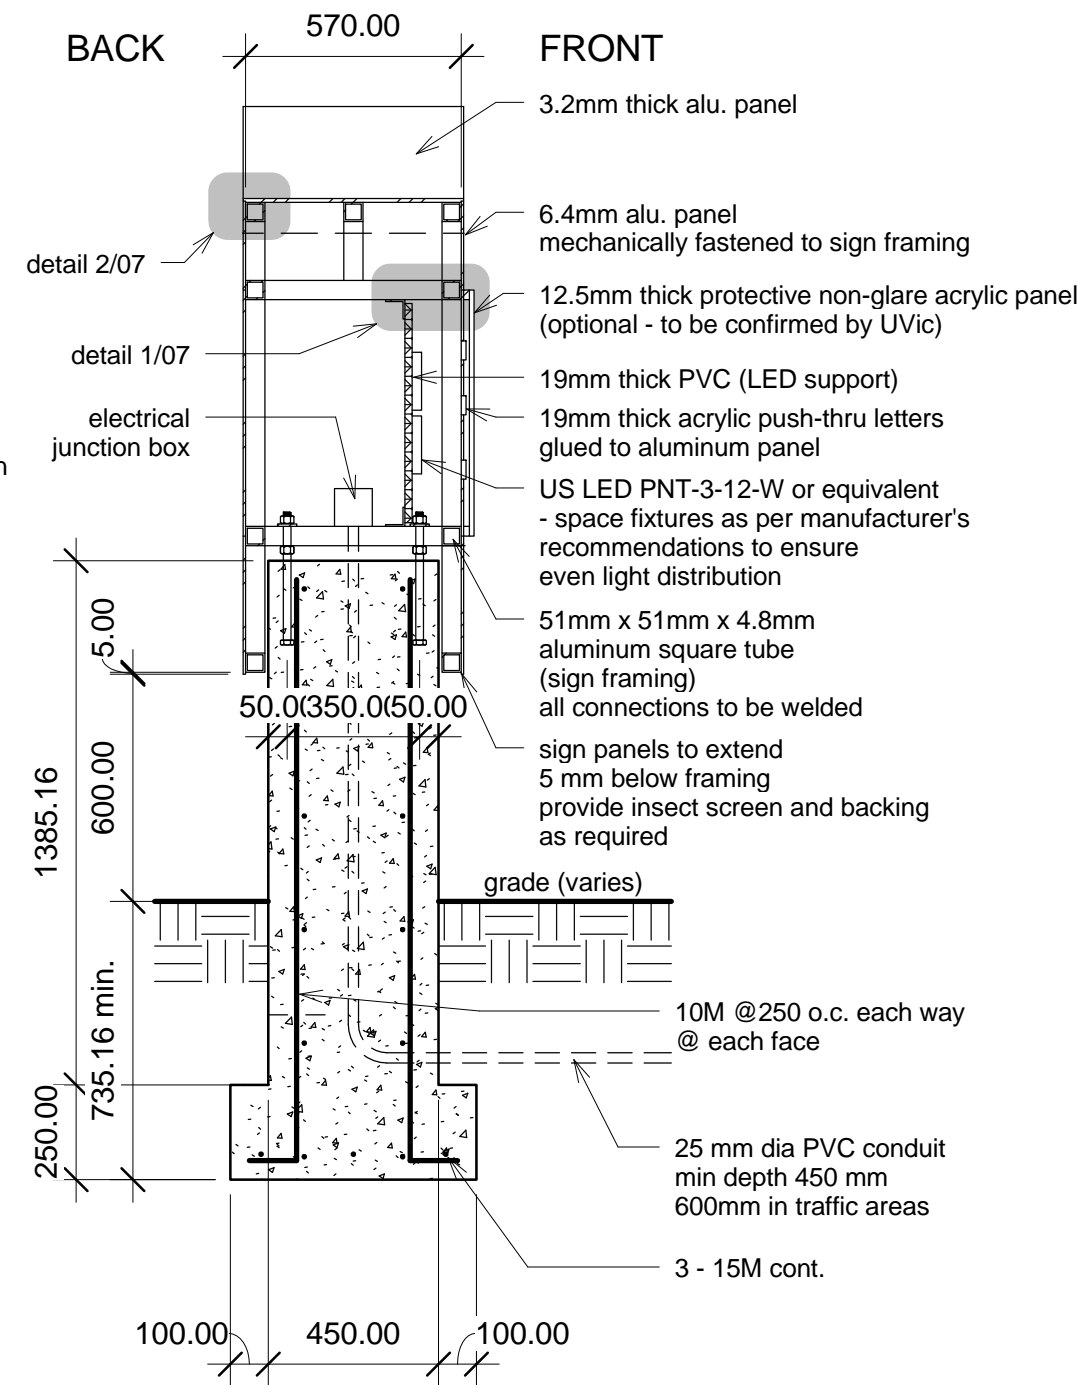 570.00
BACK
FRONT
3.2mm thick alu. panel
6.4mm alu. panel
mechanically fastened to sign framing
detail 2/07
12.5mm thick protective non-glare acrylic panel
(optional - to be confirmed by UVic)
detail 1/07
19mm thick PVC (LED support)
electrical
junction box
19mm thick acrylic push-thru letters
glued to aluminum panel
n
US LED PNT-3-12-W or equivalent
- space fixtures as per manufacturer's
recommendations to ensure
even light distribution
51mm x 51mm x 4.8mm
aluminum square tube
(sign framing)
all connections to be welded
5.00
50.0(350.0(50.00
sign panels to extend
5 mm below framing
provide insect screen and backing
as required
1385.16
600.00
grade (varies)
735.16 min.
10M @250 o.c. each way
@ each face
250.00
25 mm dia PVC conduit
min depth 450 mm
600mm in traffic areas
3 - 15M cont.
100.00
450.00
100.00